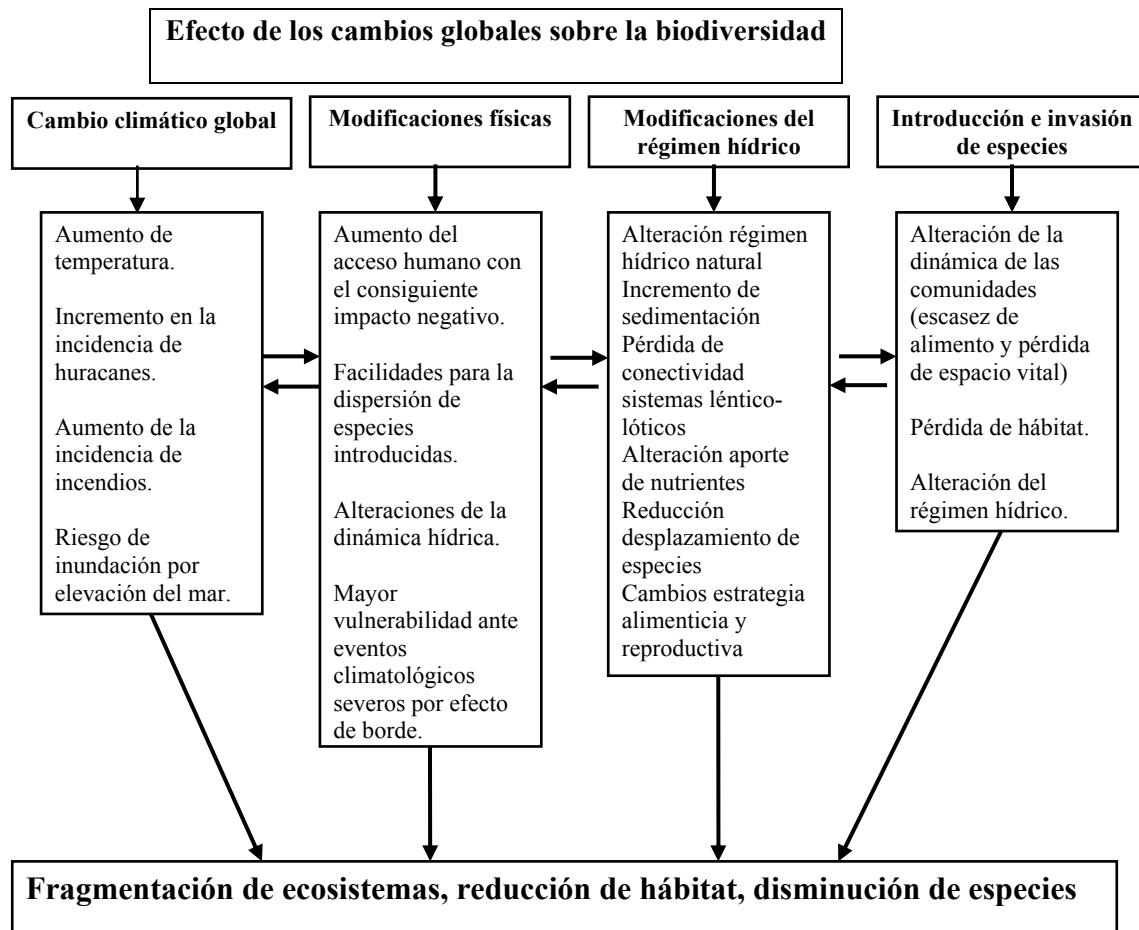 Efecto de los cambios globales sobre la biodiversidad
Cambio climático global
Modificaciones físicas
Modificaciones del
régimen hídrico
Introducción e invasión
de especies
Aumento de
temperatura.
Incremento en la
incidencia de
huracanes.
Aumento de la
incidencia de
incendios.
Riesgo de
inundación por
elevación del mar.
Aumento del
acceso humano con
el consiguiente
impacto negativo.
Facilidades para la
dispersión de
especies
introducidas.
Alteraciones de la
dinámica hídrica.
Mayor
vulnerabilidad ante
eventos
climatológicos
severos por efecto
de borde.
Alteración régimen
hídrico natural
Incremento de
sedimentación
Pérdida de
conectividad
sistemas léntico-
lóticos
Alteración aporte
de nutrientes
Reducción
desplazamiento de
especies
Cambios estrategia
alimenticia y
reproductiva
Alteración de la
dinámica de las
comunidades
(escasez de
alimento y pérdida
de espacio vital)
Pérdida de hábitat.
Alteración del
régimen hídrico.
Fragmentación de ecosistemas, reducción de hábitat, disminución de especies